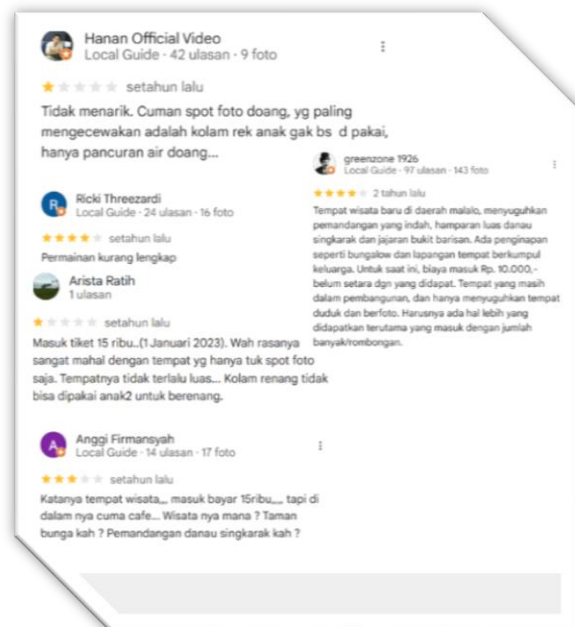 Hanan Official Video
Local Guide · 42 ulasan · 9 foto
setahun lalu
Tidak menarik. Cuman spot foto doang, yg paling
mengecewakan adalah kolam rek anak gak bs d pakai,
hanya pancuran air doang...
greenzone 1926
Local Guide · 97 ulasan · 143 foto
2 tahun lalu
Tempat wisata baru di daerah malalo, menyuguhkan
pemandangan yang indah, hamparan luas danau
singkarak dan jajaran bukit barisan. Ada penginapan
seperti bungalow dan lapangan tempat berkumpul
keluarga. Untuk saat ini, biaya masuk Rp. 10.000,-
belum setara dgn yang didapat. Tempat yang masih
dalam pembangunan, dan hanya menyuguhkan tempat
duduk dan berfoto. Harusnya ada hal lebih yang
didapatkan terutama yang masuk dengan jumlah
banyak/rombongan.
R
Ricki Threezardi
Local Guide · 24 ulasan · 16 foto
setahun lalu
Permainan kurang lengkap
Arista Ratih
1 ulasan
setahun lalu
Masuk tiket 15 ribu..(1 Januari 2023). Wah rasanya
sangat mahal dengan tempat yg hanya tuk spot foto
saja. Tempatnya tidak terlalu luas... Kolam renang tidak
bisa dipakai anak2 untuk berenang.
A
Anggi Firmansyah
Local Guide · 14 ulasan · 17 foto
setahun lalu
Katanya tempat wisata,,, masuk bayar 15ribu,,,, tapi di
dalam nya cuma cafe... Wisata nya mana ? Taman
bunga kah ? Pemandangan danau singkarak kah ?